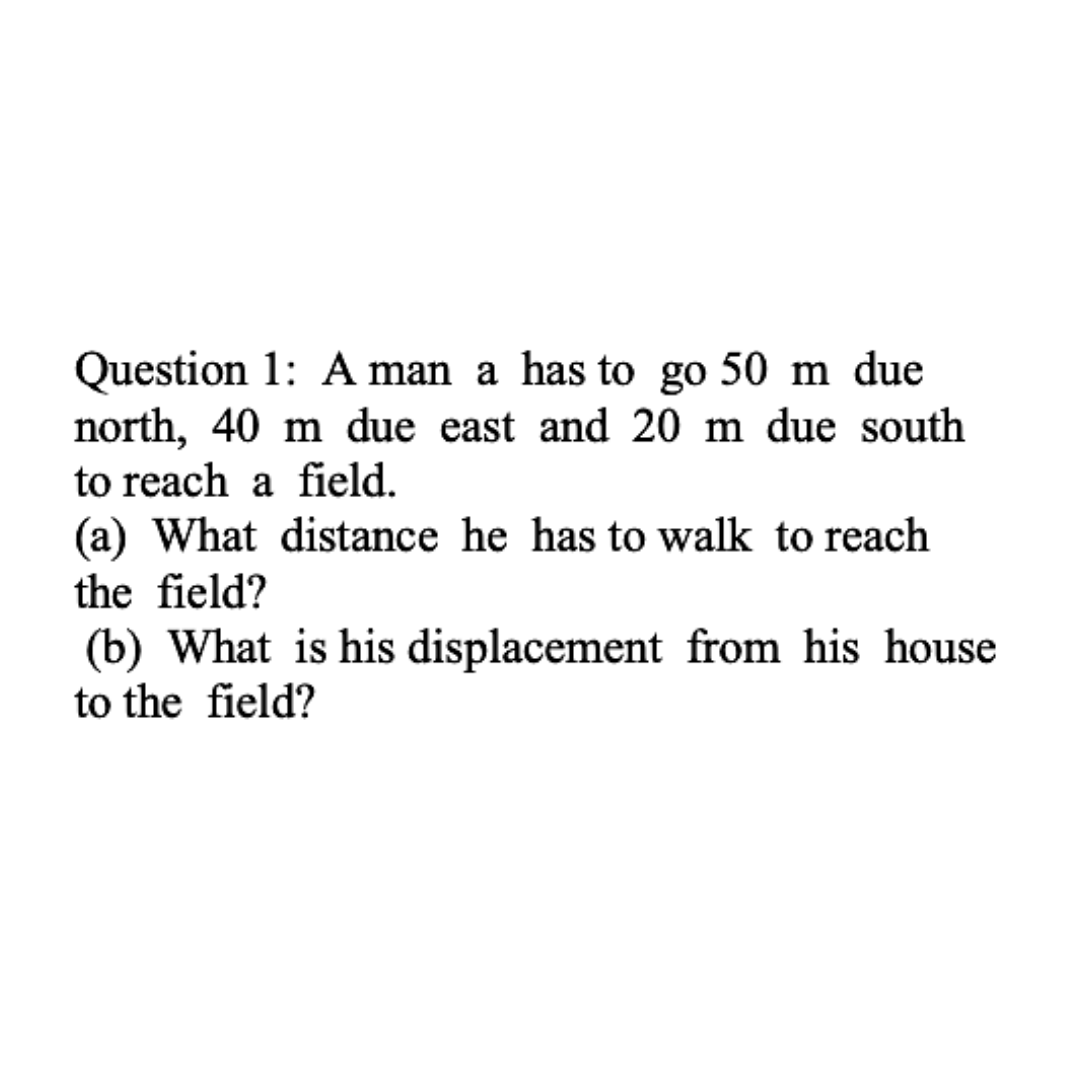 Question 1: A man a has to go 50 m due
north, 40 m due east and 20 m due south
to reach a field.
(a) What distance he has to walk to reach
the field?
(b) What is his displacement from his house
to the field?